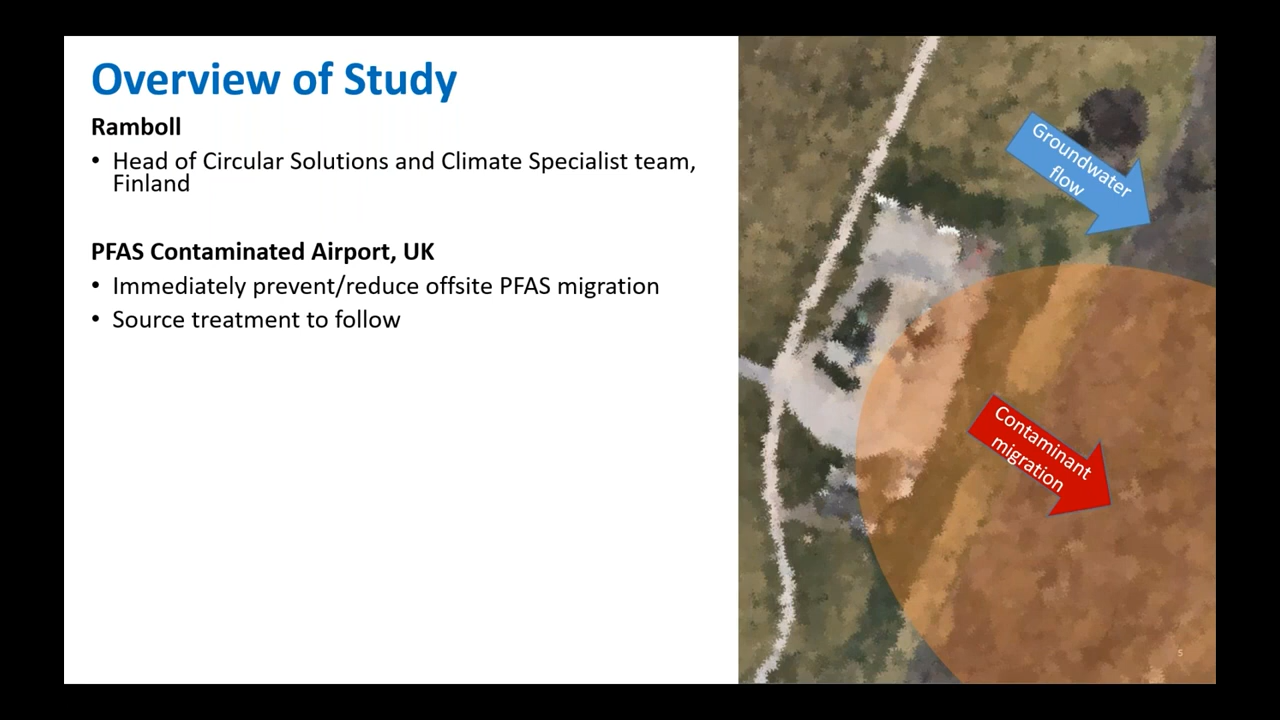 Overview of Study
Ramboll
• Head of Circular Solutions and Climate Specialist team,
Finland
PFAS Contaminated Airport, UK
• Immediately prevent/reduce offsite PFAS migration
• Source treatment to follow
Groundwater
flow
Contaminant
migration
5